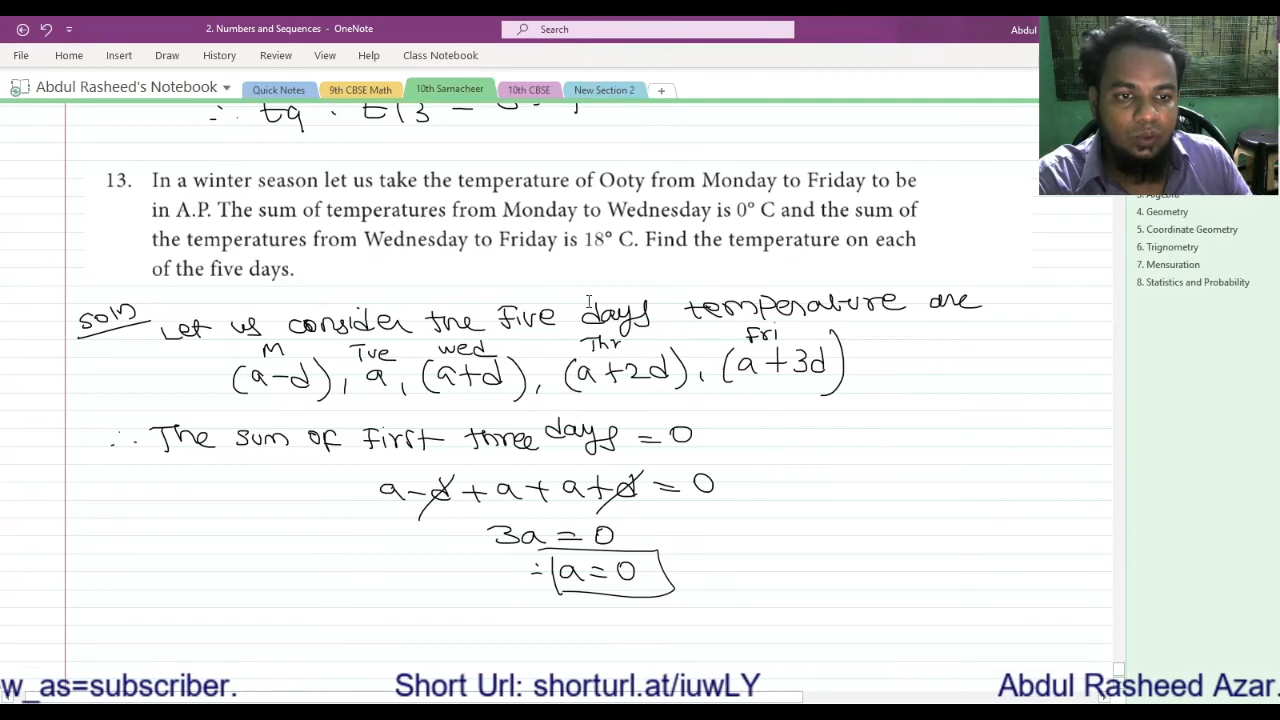 2. Numbers and Sequences - OneNote
Search
Abdul
File Home Insert Draw History Review View Help Class Notebook
Abdul Rasheed's Notebook
Quick Notes 9th CBSE Math 10th Samacheer 10th CBSE New Section 2 +
13. In a winter season let us take the temperature of Ooty from Monday to Friday to be
in A.P. The sum of temperatures from Monday to Wednesday is 0° C and the sum of
the temperatures from Wednesday to Friday is 18° C. Find the temperature on each
of the five days.
Soln Let us consider the five days temperature are
M Tue wed Thr Fri
(a-d), a, (a+d), (a+2d), (a+3d)
∴ The sum of first three days = 0
a-d+a+a+d=0
3a=0
∴ a=0
4. Geometry
5. Coordinate Geometry
6. Trignometry
7. Mensuration
8. Statistics and Probability
w_as=subscriber. Short Url: shorturl.at/iuwLY Abdul Rasheed Azar.